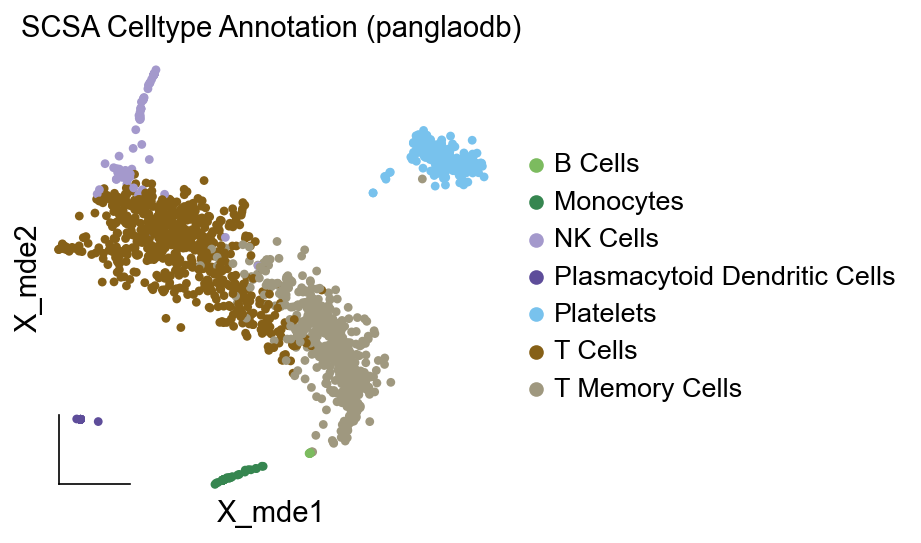 SCSA Celltype Annotation (panglaodb)
B Cells
Monocytes
NK Cells
Plasmacytoid Dendritic Cells
Platelets
T Cells
T Memory Cells
X_mde2
X_mde1